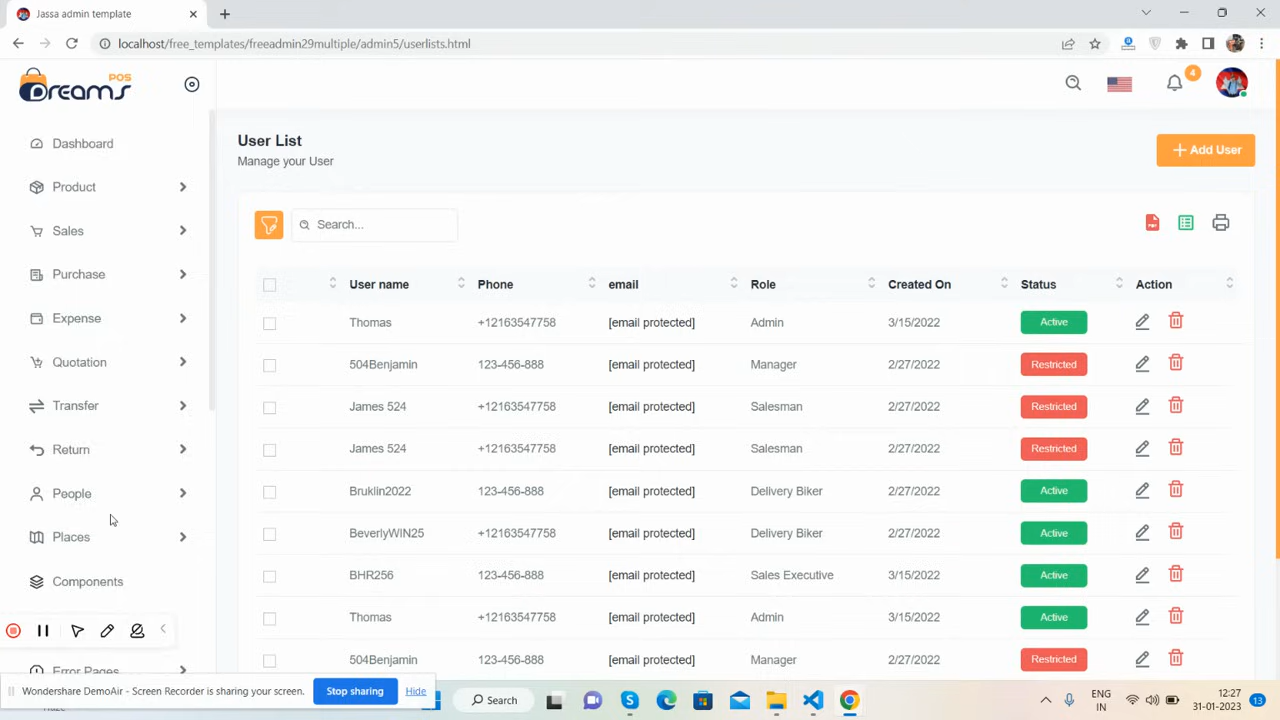 Jassa admin template
localhost/free_templates/freeadmin29multiple/admin5/userlists.html
DreamS POS
4
Dashboard
Product
Sales
Purchase
Expense
Quotation
Transfer
Return
People
Places
Components
Error Pages
User List
Manage your User
Add User
Search...
PDF
User name Phone email Role Created On Status Action
Thomas +12163547758 [email protected] Admin 3/15/2022 Active
504Benjamin 123-456-888 [email protected] Manager 2/27/2022 Restricted
James 524 +12163547758 [email protected] Salesman 2/27/2022 Restricted
James 524 +12163547758 [email protected] Salesman 2/27/2022 Restricted
Bruklin2022 123-456-888 [email protected] Delivery Biker 2/27/2022 Active
BeverlyWIN25 +12163547758 [email protected] Delivery Biker 2/27/2022 Active
BHR256 123-456-888 [email protected] Sales Executive 3/15/2022 Active
Thomas +12163547758 [email protected] Admin 3/15/2022 Active
504Benjamin 123-456-888 [email protected] Manager 2/27/2022 Restricted
Wondershare DemoAir - Screen Recorder is sharing your screen. Stop sharing Hide
Search
ENG
IN
12:27
31-01-2023
13